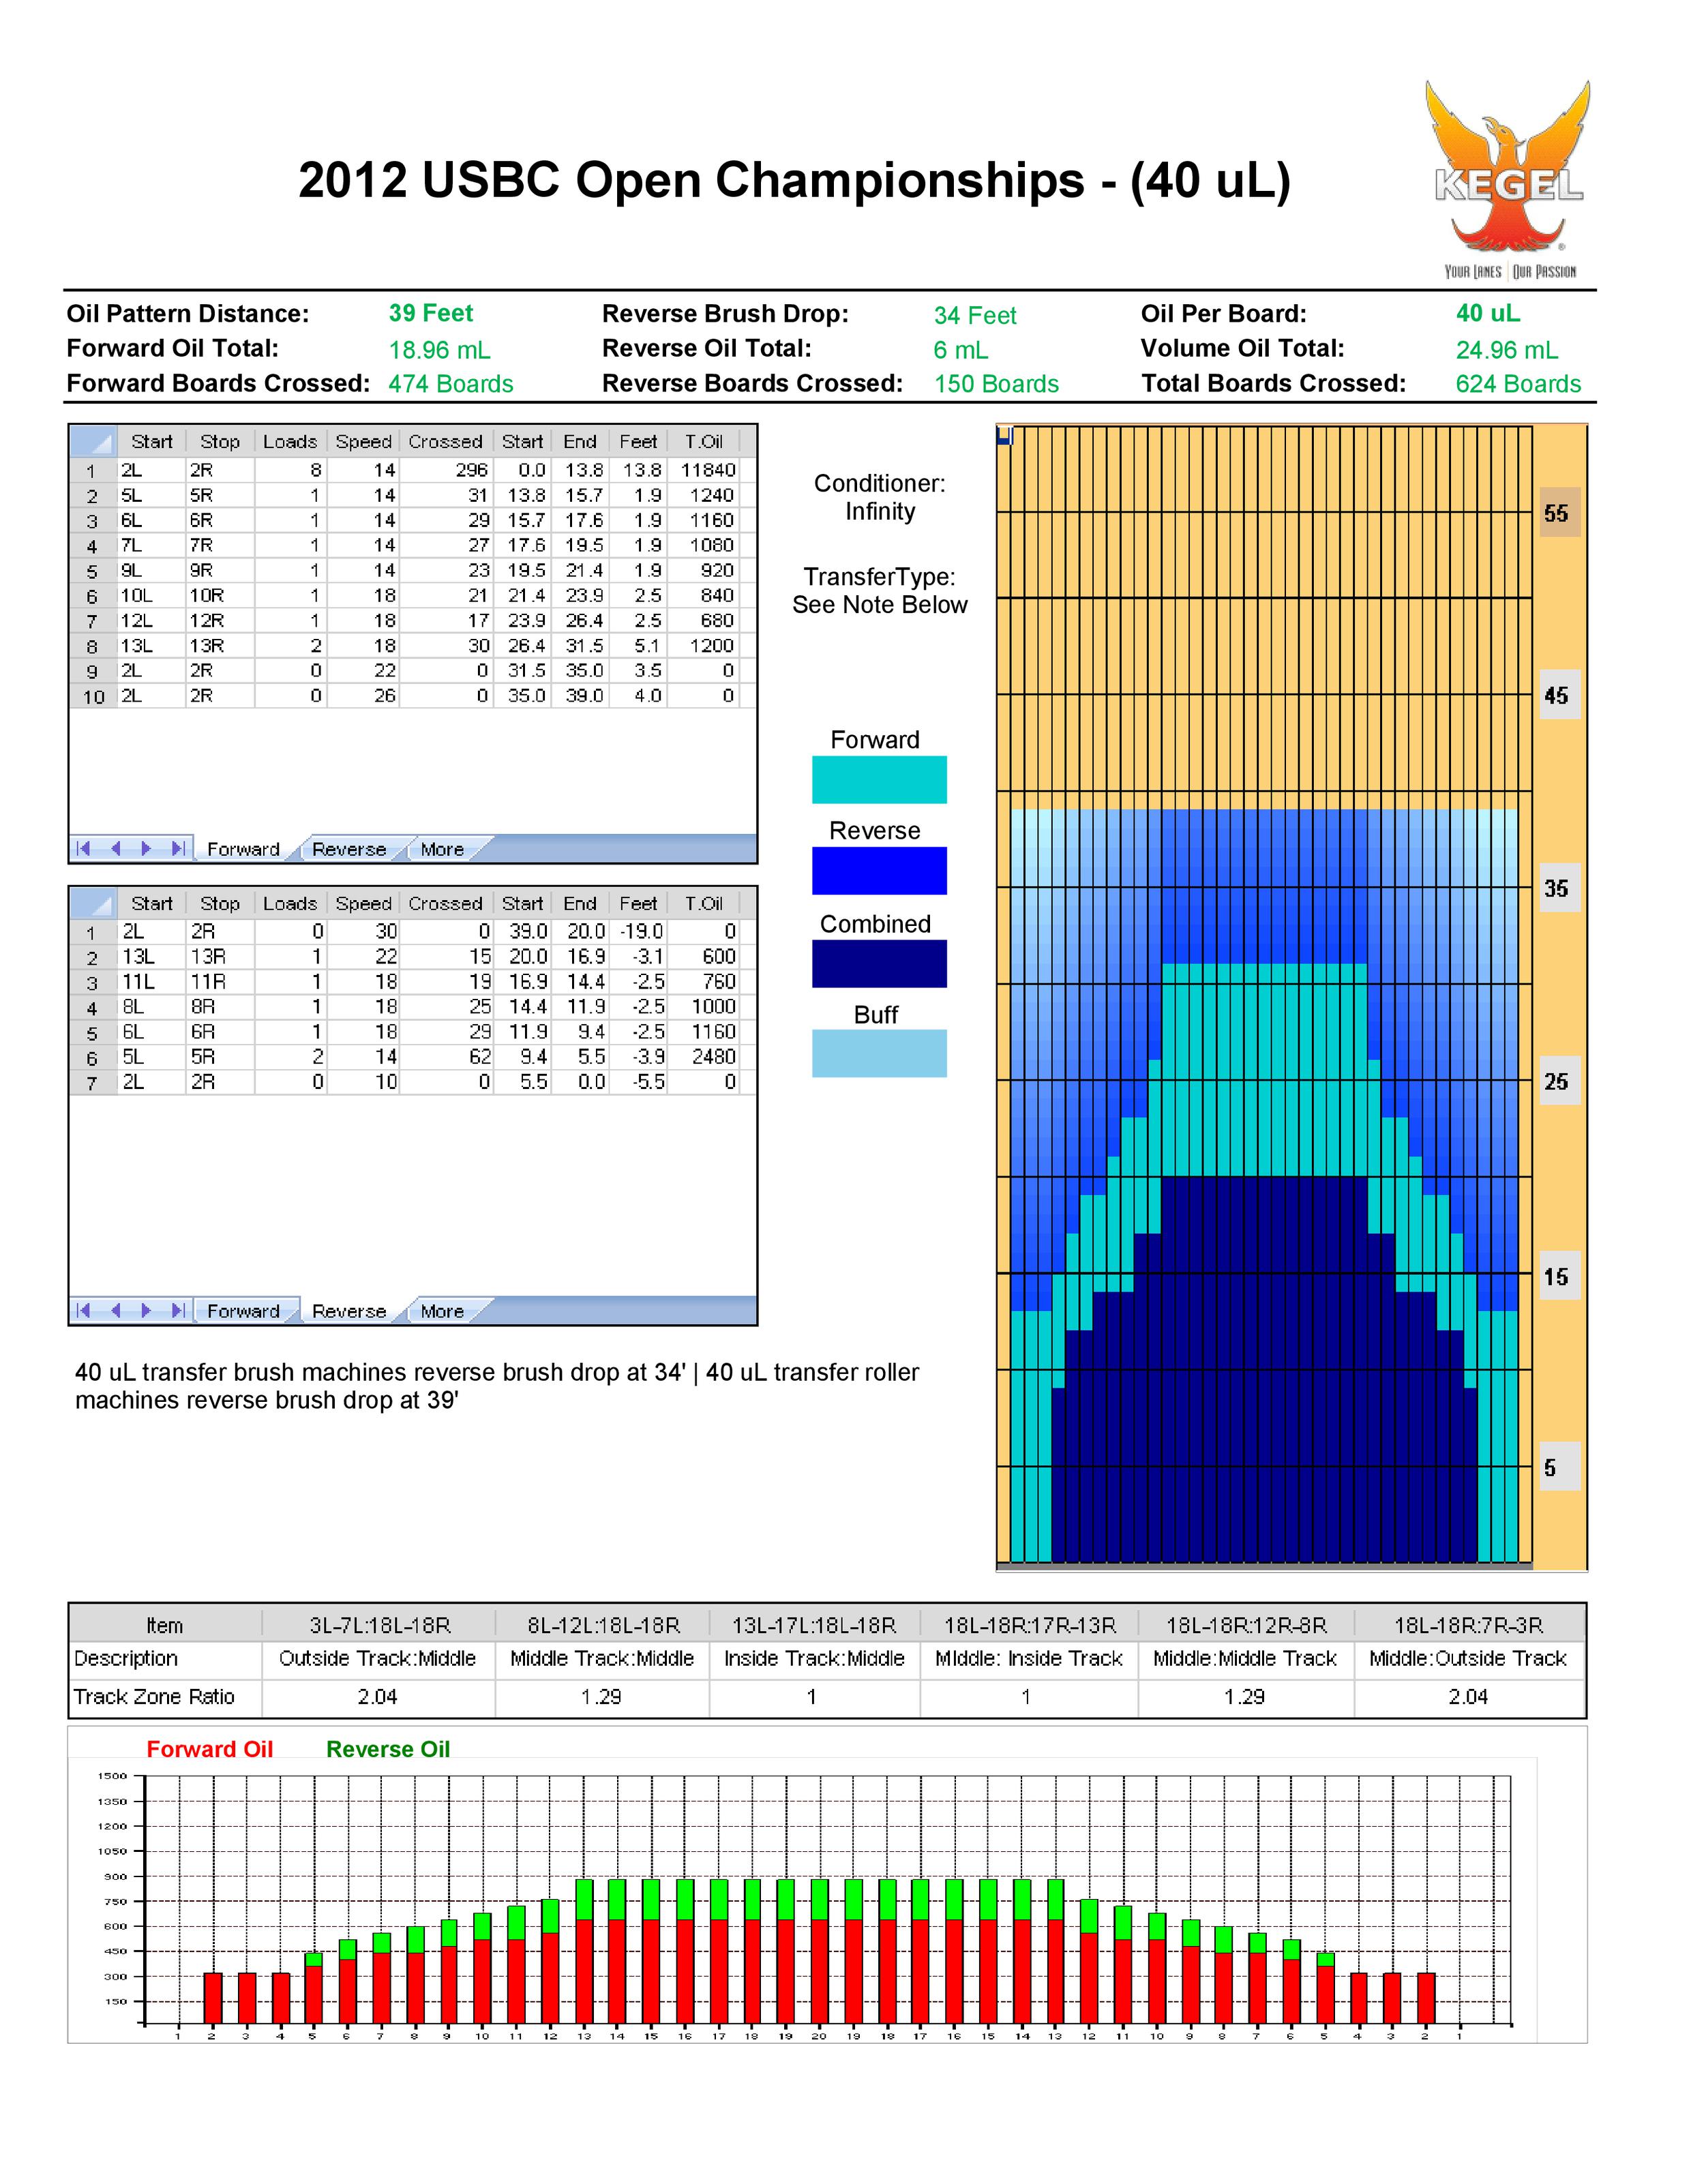 2012 USBC Open Championships - (40 uL)
KEGEL
®
YOUR LANES | OUR PASSION
Oil Pattern Distance: 39 Feet Reverse Brush Drop: 34 Feet Oil Per Board: 40 uL
Forward Oil Total: 18.96 mL Reverse Oil Total: 6 mL Volume Oil Total: 24.96 mL
Forward Boards Crossed: 474 Boards Reverse Boards Crossed: 150 Boards Total Boards Crossed: 624 Boards
Start Stop Loads Speed Crossed Start End Feet T.Oil
1 2L 2R 8 14 296 0.0 13.8 13.8 11840
2 5L 5R 1 14 31 13.8 15.7 1.9 1240
3 6L 6R 1 14 29 15.7 17.6 1.9 1160
4 7L 7R 1 14 27 17.6 19.5 1.9 1080
5 9L 9R 1 14 23 19.5 21.4 1.9 920
6 10L 10R 1 18 21 21.4 23.9 2.5 840
7 12L 12R 1 18 17 23.9 26.4 2.5 680
8 13L 13R 2 18 30 26.4 31.5 5.1 1200
9 2L 2R 0 22 0 31.5 35.0 3.5 0
10 2L 2R 0 26 0 35.0 39.0 4.0 0
Forward Reverse More
Start Stop Loads Speed Crossed Start End Feet T.Oil
1 2L 2R 0 30 0 39.0 20.0 -19.0 0
2 13L 13R 1 22 15 20.0 16.9 -3.1 600
3 11L 11R 1 18 19 16.9 14.4 -2.5 760
4 8L 8R 1 18 25 14.4 11.9 -2.5 1000
5 6L 6R 1 18 29 11.9 9.4 -2.5 1160
6 5L 5R 2 14 62 9.4 5.5 -3.9 2480
7 2L 2R 0 10 0 5.5 0.0 -5.5 0
Forward Reverse More
40 uL transfer brush machines reverse brush drop at 34' | 40 uL transfer roller
machines reverse brush drop at 39'
Conditioner:
Infinity
TransferType:
See Note Below
Forward
Reverse
Combined
Buff
55
45
35
25
15
5
Item 3L-7L:18L-18R 8L-12L:18L-18R 13L-17L:18L-18R 18L-18R:17R-13R 18L-18R:12R-8R 18L-18R:7R-3R
Description Outside Track:Middle Middle Track:Middle Inside Track:Middle MIddle: Inside Track Middle:Middle Track Middle:Outside Track
Track Zone Ratio 2.04 1.29 1 1 1.29 2.04
Forward Oil Reverse Oil
1500
1350
1200
1050
900
750
600
450
300
150
1 2 3 4 5 6 7 8 9 10 11 12 13 14 15 16 17 18 19 20 19 18 17 16 15 14 13 12 11 10 9 8 7 6 5 4 3 2 1